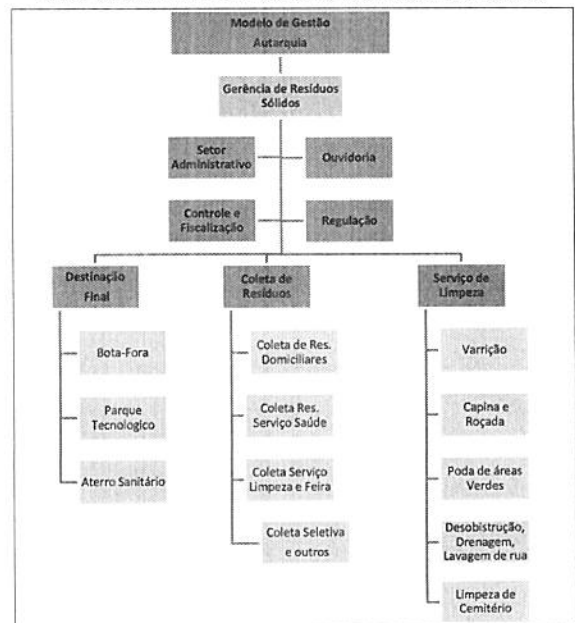 Modelo de Gestão
Autarquia
Gerência de Resíduos
Sólidos
Setor
Administrativo
Ouvidoria
Controle e
Fiscalização
Regulação
Destinação
Final
Bota-Fora
Parque
Tecnologico
Aterro Sanitário
Coleta de
Resíduos
Coleta de Res.
Domiciliares
Coleta Res.
Serviço Saúde
Coleta Serviço
Limpeza e Feira
Coleta Seletiva
e outros
Serviço de
Limpeza
Varrição
Capina e
Roçada
Poda de áreas
Verdes
Desobistrução,
Drenagem,
Lavagem de rua
Limpeza de
Cemitério